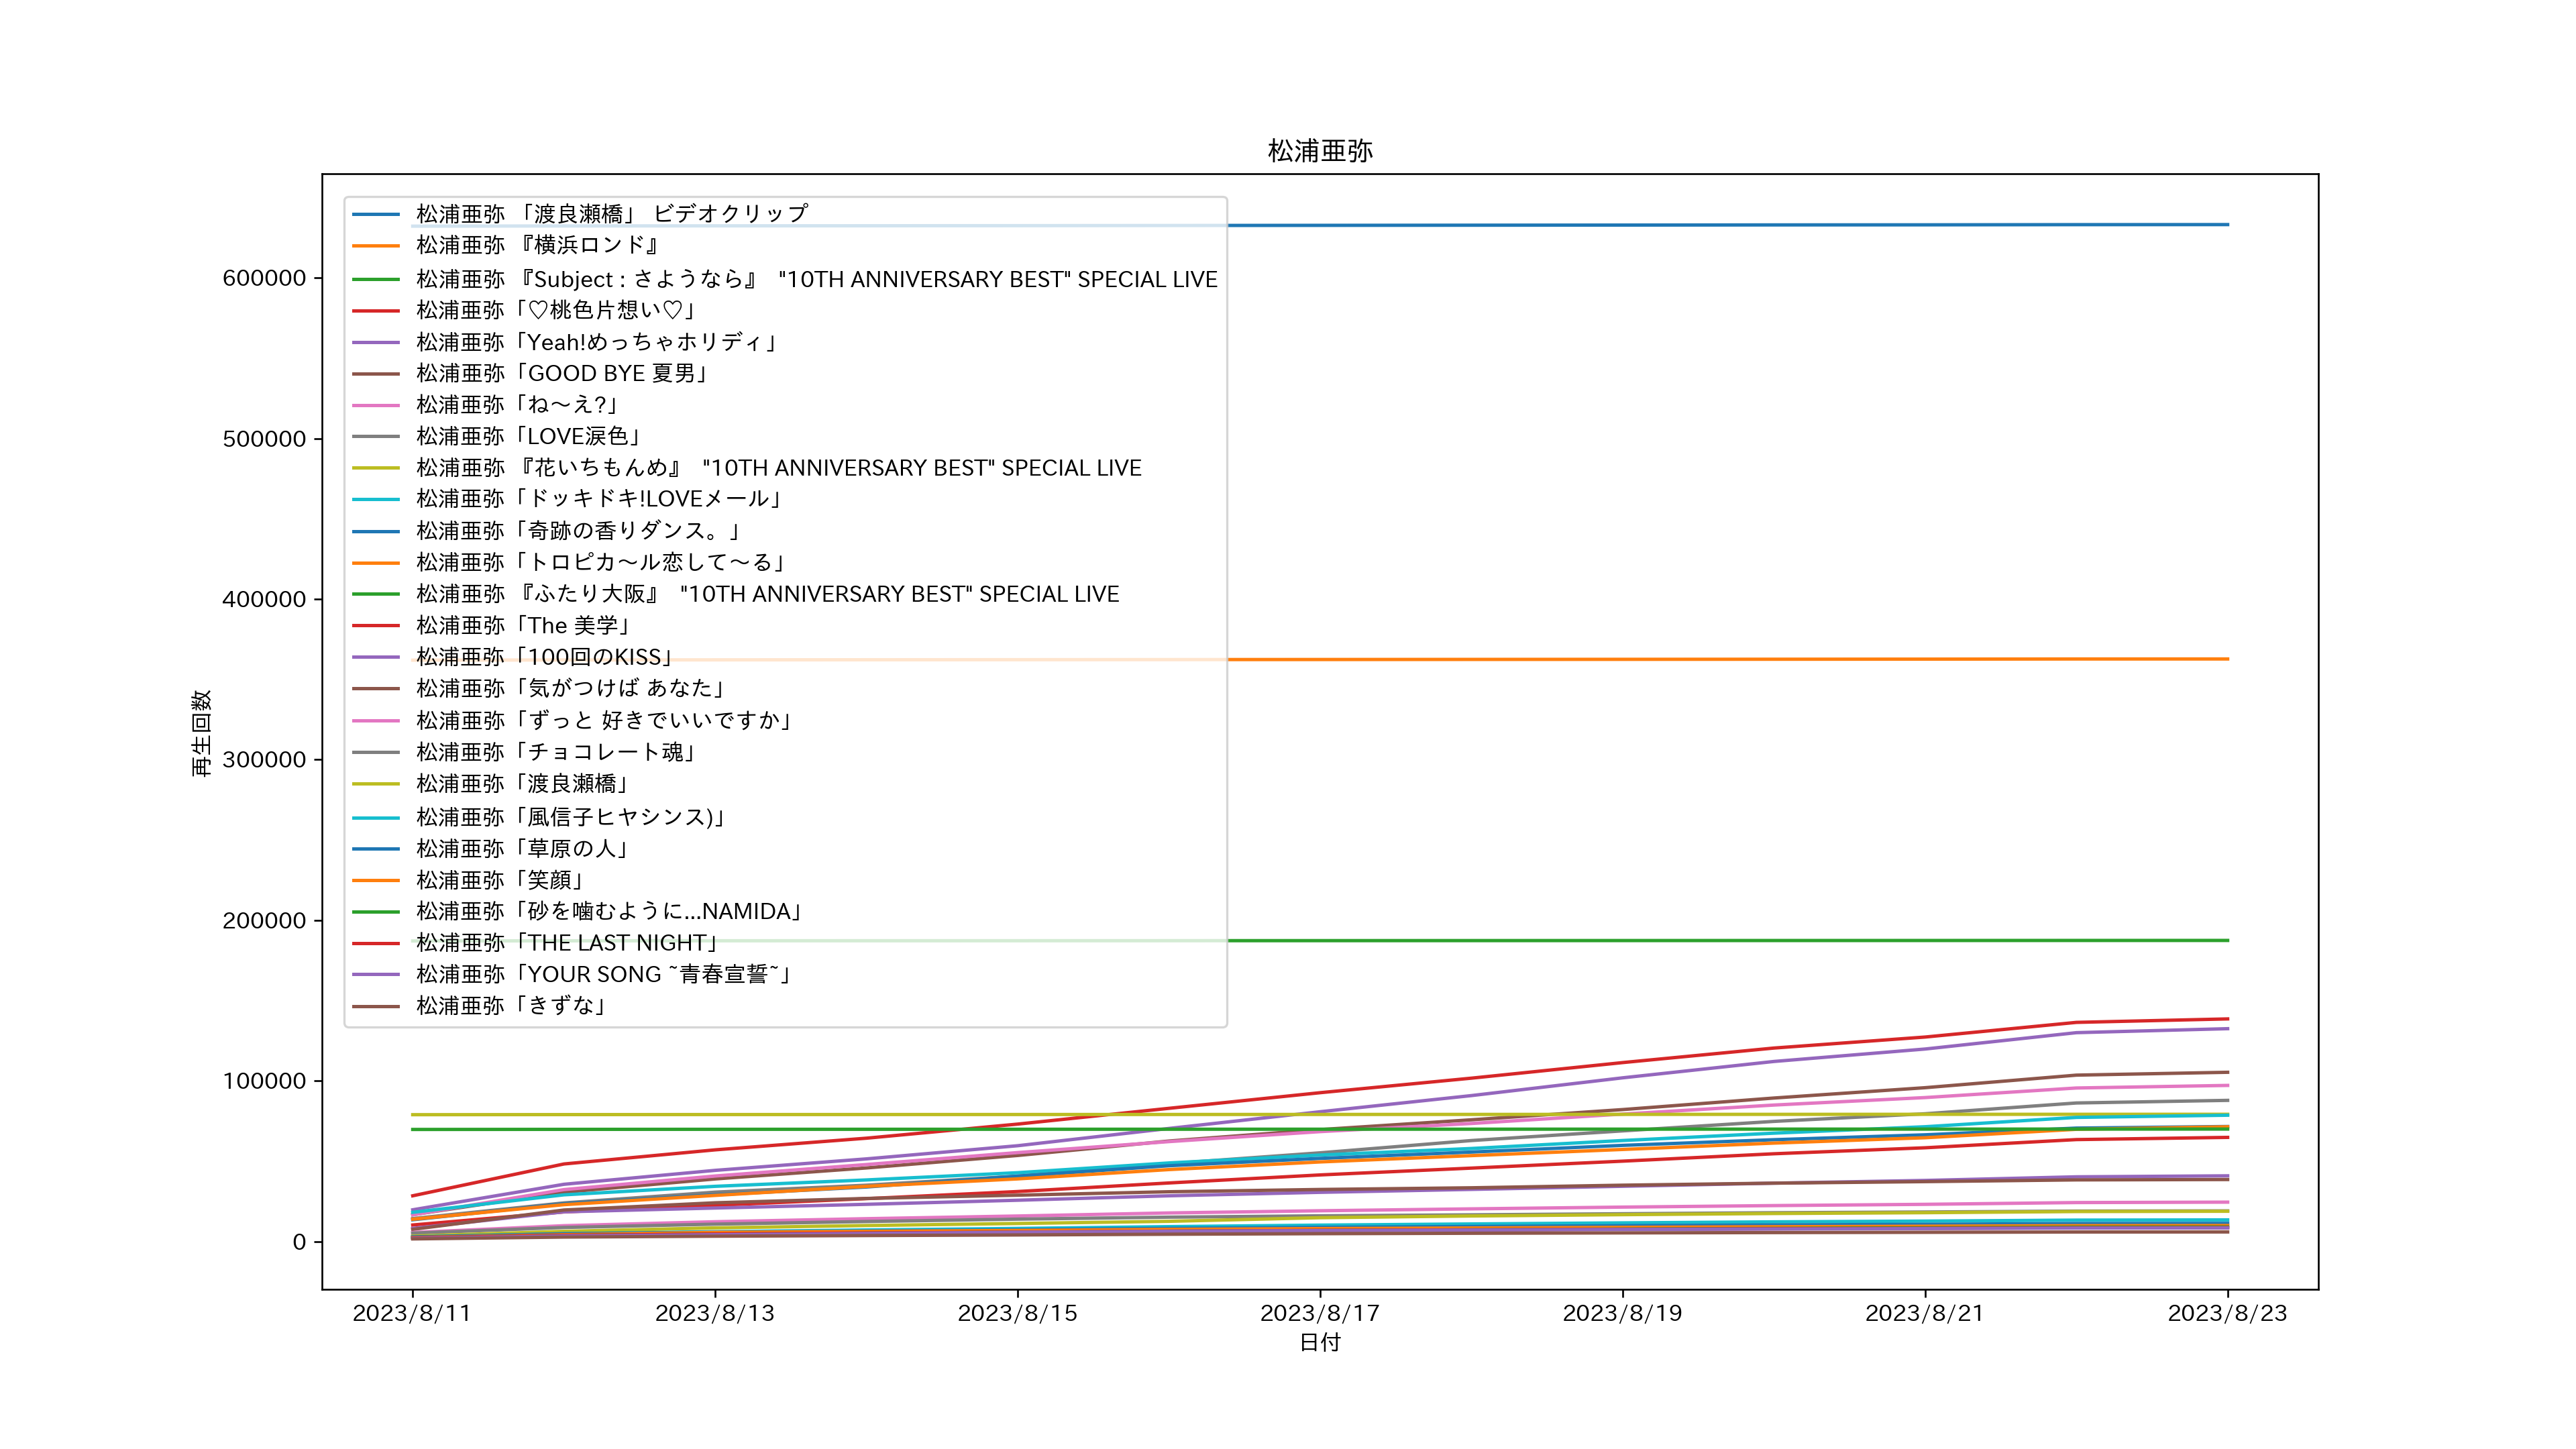 松浦亜弥
松浦亜弥 「渡良瀬橋」 ビデオクリップ
松浦亜弥 『横浜ロンド』
松浦亜弥 『Subject : さようなら』 "10TH ANNIVERSARY BEST" SPECIAL LIVE
松浦亜弥「♡桃色片想い♡」
松浦亜弥「Yeah!めっちゃホリディ」
松浦亜弥「GOOD BYE 夏男」
松浦亜弥「ね～え?」
松浦亜弥「LOVE涙色」
松浦亜弥 『花いちもんめ』 "10TH ANNIVERSARY BEST" SPECIAL LIVE
松浦亜弥「ドッキドキ!LOVEメール」
松浦亜弥「奇跡の香りダンス。」
松浦亜弥「トロピカ～ル恋して～る」
松浦亜弥 『ふたり大阪』 "10TH ANNIVERSARY BEST" SPECIAL LIVE
松浦亜弥「The 美学」
松浦亜弥「100回のKISS」
松浦亜弥「気がつけば あなた」
松浦亜弥「ずっと 好きでいいですか」
松浦亜弥「チョコレート魂」
松浦亜弥「渡良瀬橋」
松浦亜弥「風信子ヒヤシンス)」
松浦亜弥「草原の人」
松浦亜弥「笑顔」
松浦亜弥「砂を噛むように…NAMIDA」
松浦亜弥「THE LAST NIGHT」
松浦亜弥「YOUR SONG ~青春宣誓~」
松浦亜弥「きずな」
600000
500000
400000
300000
200000
100000
0
再生回数
2023/8/11 2023/8/13 2023/8/15 2023/8/17 2023/8/19 2023/8/21 2023/8/23
日付